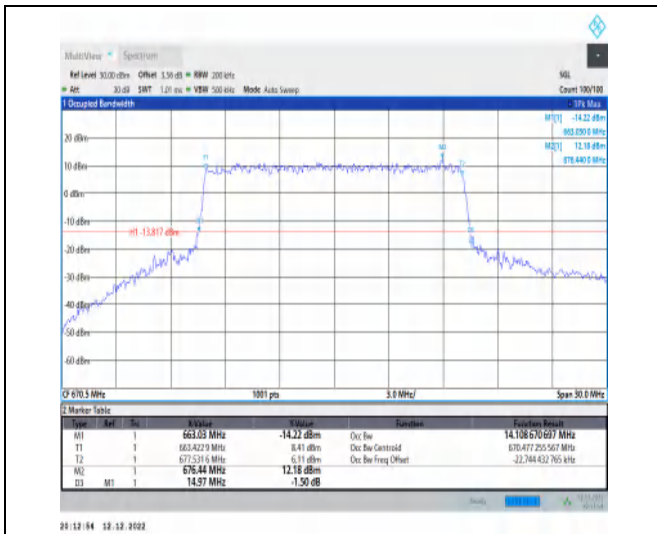 MultiView Spectrum
Ref Level 30.00 dBm Offset 3.58 dB RBW 200 kHz SGL
Att 30 dB SWT 1.01 ms VBW 500 kHz Mode Auto Sweep Count 100/100
1 Occupied Bandwidth 1Pk Max
M1[1] -14.22 dBm
663.030 0 MHz
M2[1] 12.18 dBm
676.440 0 MHz
20 dBm
10 dBm
0 dBm
-10 dBm
H1 -13.817 dBm
-20 dBm
-30 dBm
-40 dBm
-50 dBm
-60 dBm
CF 670.5 MHz 1001 pts 3.0 MHz/ Span 30.0 MHz
2 Marker Table
Type Ref Trc X-Value Y-Value Function Function Result
M1 1 663.03 MHz -14.22 dBm Occ Bw 14.108 670 697 MHz
T1 1 663.422 9 MHz 8.41 dBm Occ Bw Centroid 670.477 255 567 MHz
T2 1 677.531 6 MHz 6.11 dBm Occ Bw Freq Offset -22.744 432 765 kHz
M2 1 676.44 MHz 12.18 dBm
D3 M1 1 14.97 MHz -1.50 dB
Ready
20:12:54 12.12.2022